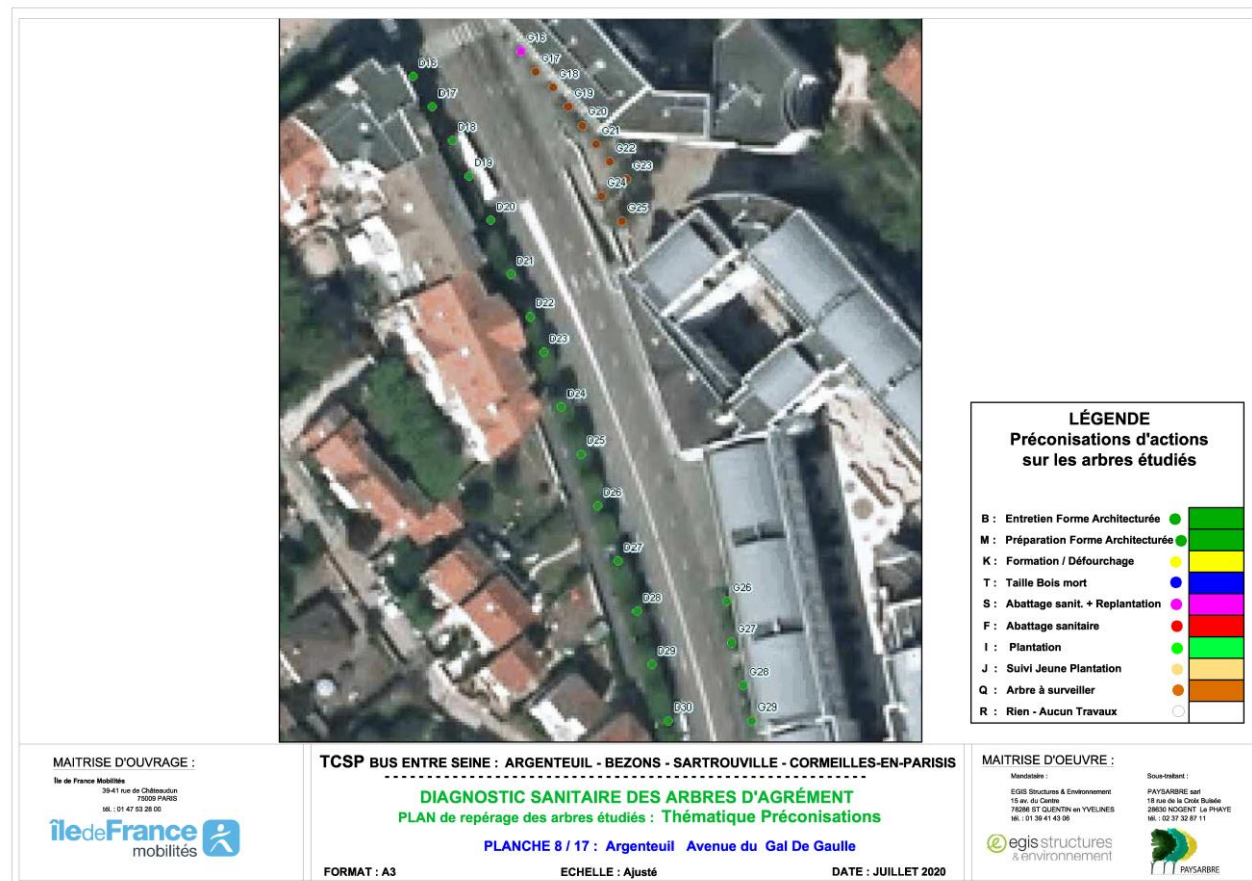 G16
G17
G18
G19
G20
G21
G22
G23
G24
G25
D16
D17
D18
D19
D20
D21
D22
D23
D24
D25
D26
D27
D28
D29
D30
G26
G27
G28
G29
LÉGENDE
Préconisations d'actions
sur les arbres étudiés
B : Entretien Forme Architecturée
M : Préparation Forme Architecturée
K : Formation / Défourchage
T : Taille Bois mort
S : Abattage sanit. + Replantation
F : Abattage sanitaire
I : Plantation
J : Suivi Jeune Plantation
Q : Arbre à surveiller
R : Rien - Aucun Travaux
MAITRISE D'OUVRAGE :
Île de France Mobilités
39-41 rue de Châteaudun
75009 PARIS
tél. : 01 47 53 28 00
îledeFrance
mobilités
TCSP BUS ENTRE SEINE : ARGENTEUIL - BEZONS - SARTROUVILLE - CORMEILLES-EN-PARISIS
DIAGNOSTIC SANITAIRE DES ARBRES D'AGRÉMENT
PLAN de repérage des arbres étudiés : Thématique Préconisations
PLANCHE 8 / 17 : Argenteuil Avenue du Gal De Gaulle
FORMAT : A3 ECHELLE : Ajusté DATE : JUILLET 2020
MAITRISE D'OEUVRE :
Mandataire :
EGIS Structures & Environnement
15 av. du Centre
78286 ST QUENTIN en YVELINES
tél. : 01 39 41 43 06
egis structures
& environnement
Sous-traitant :
PAYSARBRE sarl
18 rue de la Croix Buisée
28630 NOGENT Le PHAYE
tél. : 02 37 32 87 11
PAYSARBRE